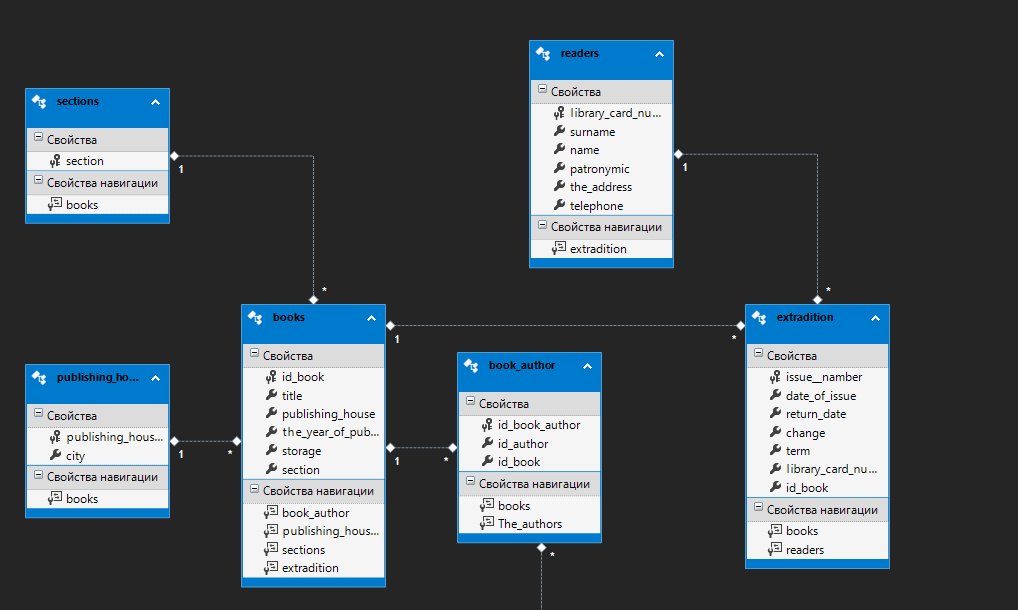 sections
Свойства
section
Свойства навигации
books
1
*
readers
Свойства
library_card_nu...
surname
name
patronymic
the_address
telephone
Свойства навигации
extradition
1
*
publishing_ho...
Свойства
publishing_hous...
city
Свойства навигации
books
1
*
books
Свойства
id_book
title
publishing_house
the_year_of_pub...
storage
section
Свойства навигации
book_author
publishing_hous...
sections
extradition
1
*
1
*
book_author
Свойства
id_book_author
id_author
id_book
Свойства навигации
books
The_authors
*
extradition
Свойства
issue__namber
date_of_issue
return_date
change
term
library_card_nu...
id_book
Свойства навигации
books
readers